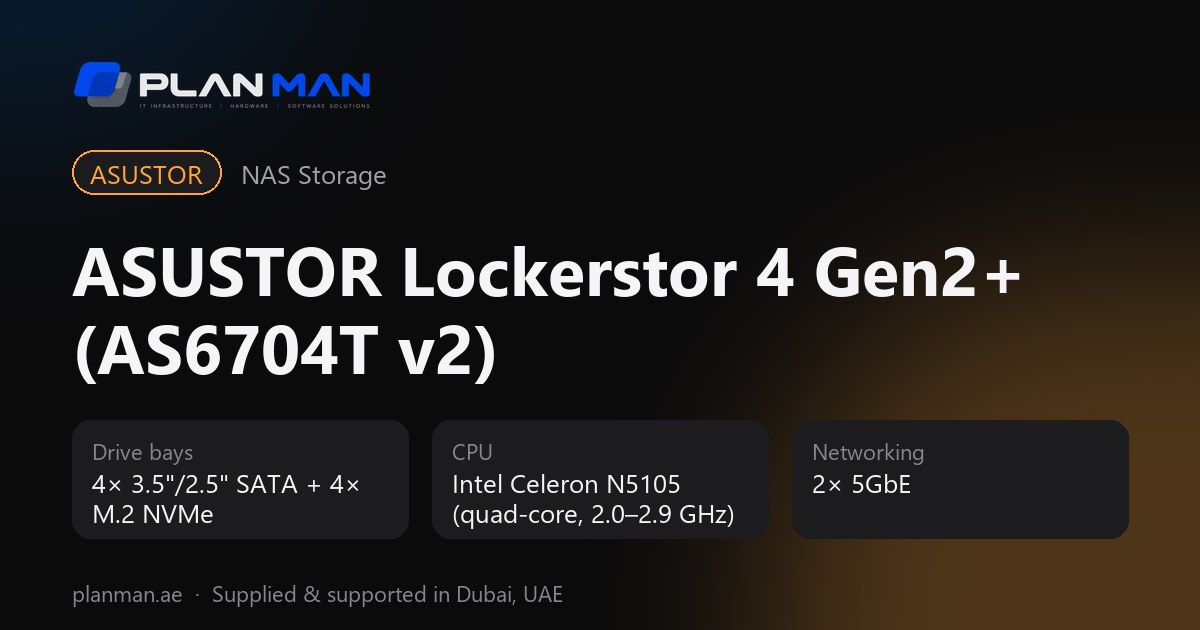 PLAN MAN
IT INFRASTRUCTURE | HARDWARE | SOFTWARE SOLUTIONS
ASUSTOR NAS Storage
ASUSTOR Lockerstor 4 Gen2+
(AS6704T v2)
Drive bays
4× 3.5"/2.5" SATA + 4×
M.2 NVMe
CPU
Intel Celeron N5105
(quad-core, 2.0–2.9 GHz)
Networking
2× 5GbE
planman.ae · Supplied & supported in Dubai, UAE